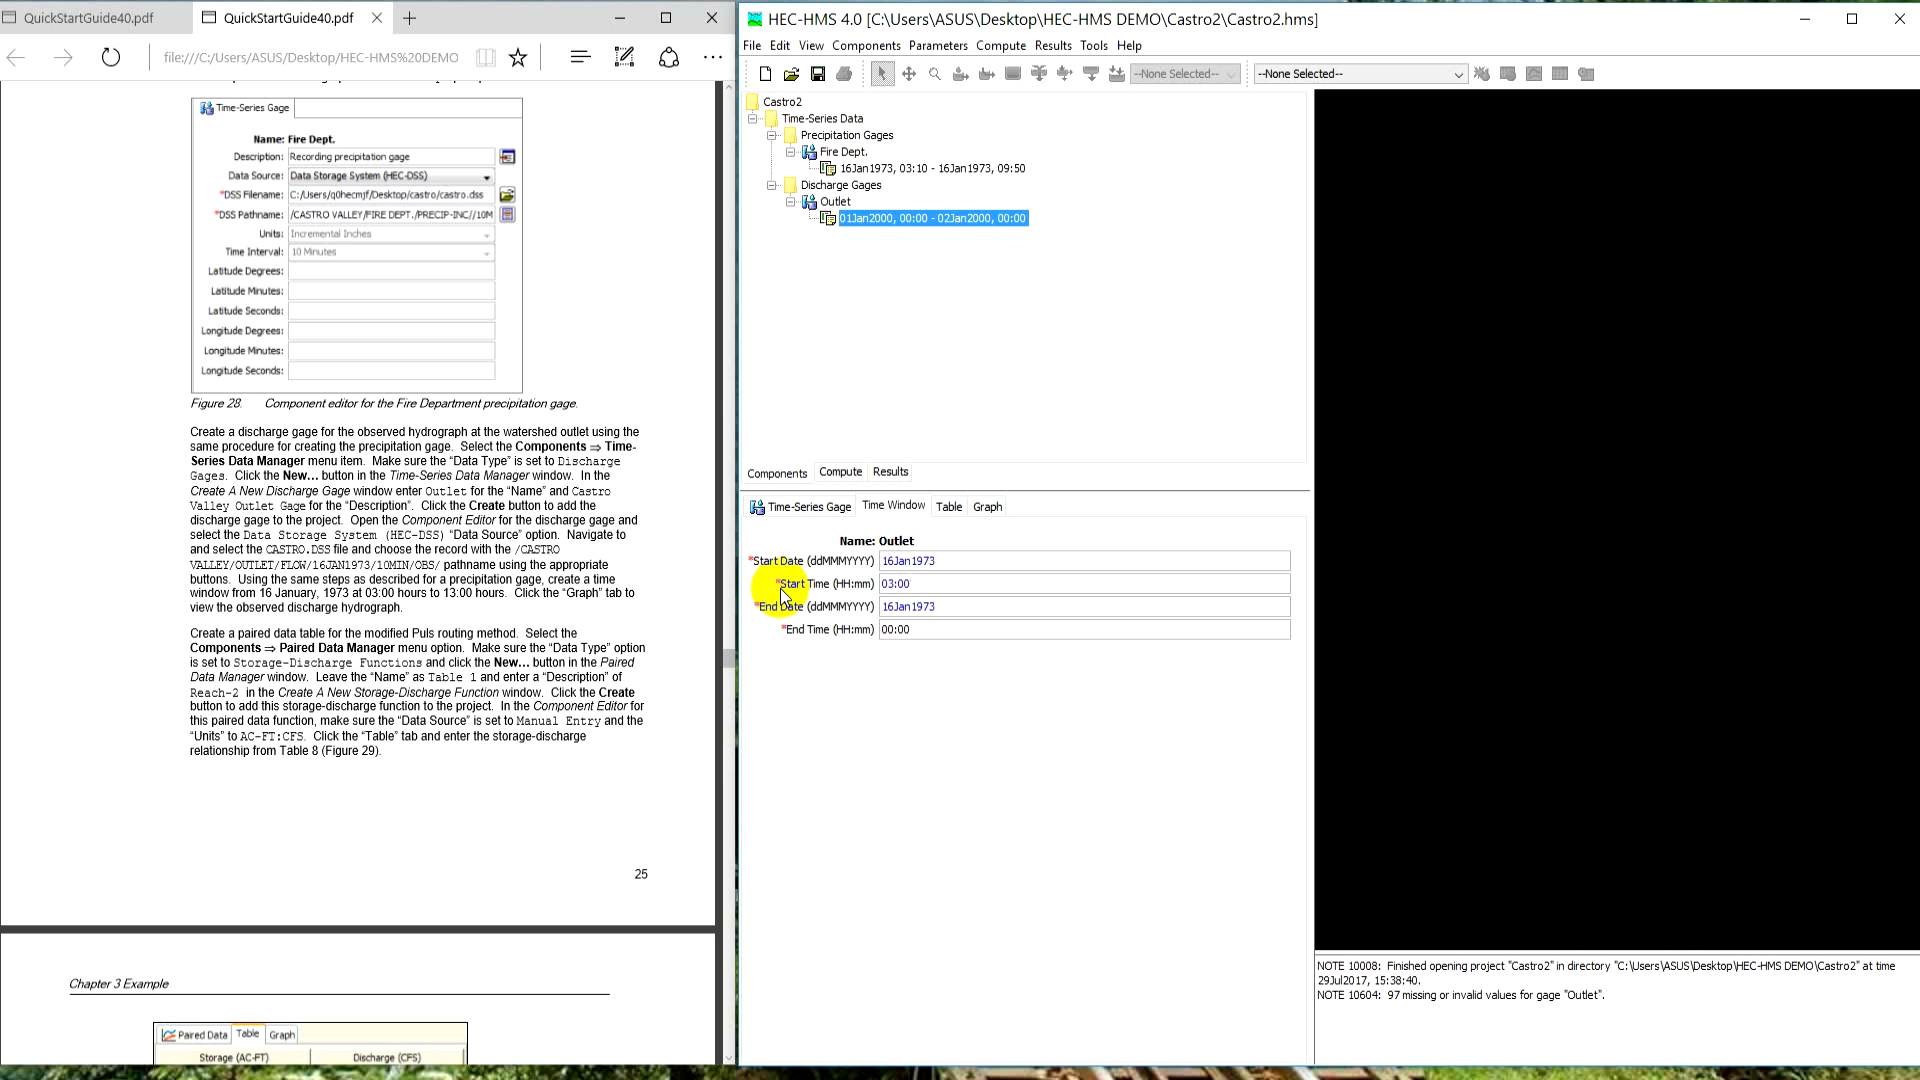 QuickStartGuide40.pdf
QuickStartGuide40.pdf
file:///C:/Users/ASUS/Desktop/HEC-HMS%20DEMO
Time-Series Gage
Name: Fire Dept.
Description: Recording precipitation gage
Data Source: Data Storage System (HEC-DSS)
*DSS Filename: C:/Users/q0hecmjf/Desktop/castro/castro.dss
*DSS Pathname: /CASTRO VALLEY/FIRE DEPT./PRECIP-INC//10M
Units: Incremental Inches
Time Interval: 10 Minutes
Latitude Degrees:
Latitude Minutes:
Latitude Seconds:
Longitude Degrees:
Longitude Minutes:
Longitude Seconds:
Figure 28. Component editor for the Fire Department precipitation gage.
Create a discharge gage for the observed hydrograph at the watershed outlet using the
same procedure for creating the precipitation gage. Select the Components ⇒ Time-
Series Data Manager menu item. Make sure the “Data Type” is set to Discharge
Gages. Click the New... button in the Time-Series Data Manager window. In the
Create A New Discharge Gage window enter Outlet for the “Name” and Castro
Valley Outlet Gage for the “Description”. Click the Create button to add the
discharge gage to the project. Open the Component Editor for the discharge gage and
select the Data Storage System (HEC-DSS) “Data Source” option. Navigate to
and select the CASTRO.DSS file and choose the record with the /CASTRO
VALLEY/OUTLET/FLOW/16JAN1973/10MIN/OBS/ pathname using the appropriate
buttons. Using the same steps as described for a precipitation gage, create a time
window from 16 January, 1973 at 03:00 hours to 13:00 hours. Click the “Graph” tab to
view the observed discharge hydrograph.
Create a paired data table for the modified Puls routing method. Select the
Components ⇒ Paired Data Manager menu option. Make sure the “Data Type” option
is set to Storage-Discharge Functions and click the New... button in the Paired
Data Manager window. Leave the “Name” as Table 1 and enter a “Description” of
Reach-2 in the Create A New Storage-Discharge Function window. Click the Create
button to add this storage-discharge function to the project. In the Component Editor for
this paired data function, make sure the “Data Source” is set to Manual Entry and the
“Units” to AC-FT:CFS. Click the “Table” tab and enter the storage-discharge
relationship from Table 8 (Figure 29).
25
Chapter 3 Example
Paired Data Table Graph
Storage (AC-FT) Discharge (CFS)
HEC-HMS 4.0 [C:\Users\ASUS\Desktop\HEC-HMS DEMO\Castro2\Castro2.hms]
File Edit View Components Parameters Compute Results Tools Help
--None Selected-- --None Selected--
Castro2
Time-Series Data
Precipitation Gages
Fire Dept.
16Jan1973, 03:10 - 16Jan1973, 09:50
Discharge Gages
Outlet
01Jan2000, 00:00 - 02Jan2000, 00:00
Components Compute Results
Time-Series Gage Time Window Table Graph
Name: Outlet
*Start Date (ddMMMYYYY) 16Jan1973
*Start Time (HH:mm) 03:00
*End Date (ddMMMYYYY) 16Jan1973
*End Time (HH:mm) 00:00
NOTE 10008: Finished opening project "Castro2" in directory "C:\Users\ASUS\Desktop\HEC-HMS DEMO\Castro2" at time
29Jul2017, 15:38:40.
NOTE 10604: 97 missing or invalid values for gage "Outlet".